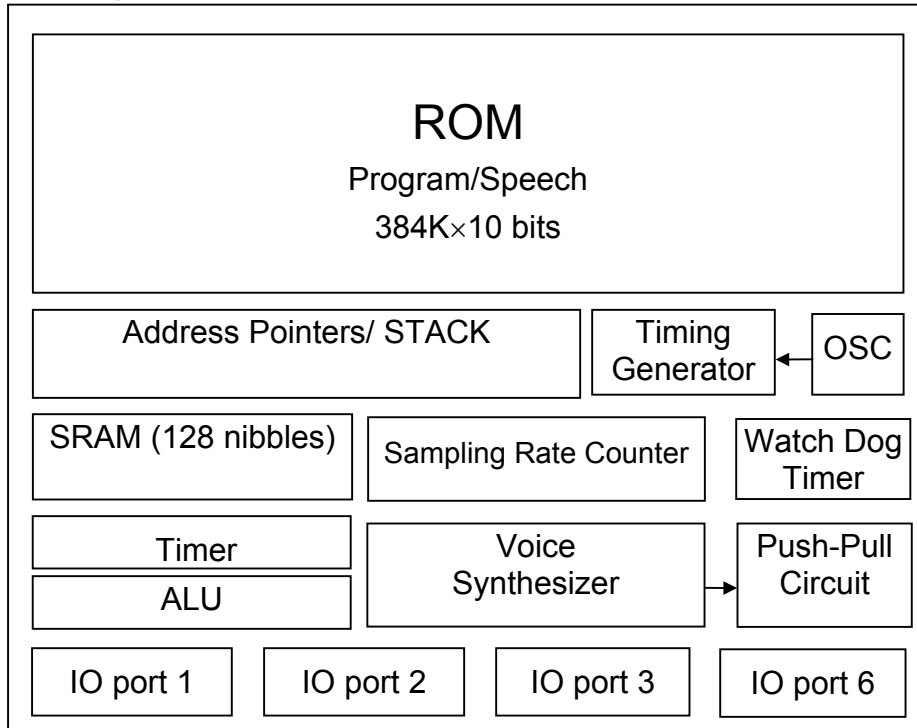 ROM
Program/Speech
384K×10 bits
Address Pointers/ STACK
Timing
Generator
OSC
SRAM (128 nibbles)
Sampling Rate Counter
Watch Dog
Timer
Timer
ALU
Voice
Synthesizer
Push-Pull
Circuit
IO port 1
IO port 2
IO port 3
IO port 6